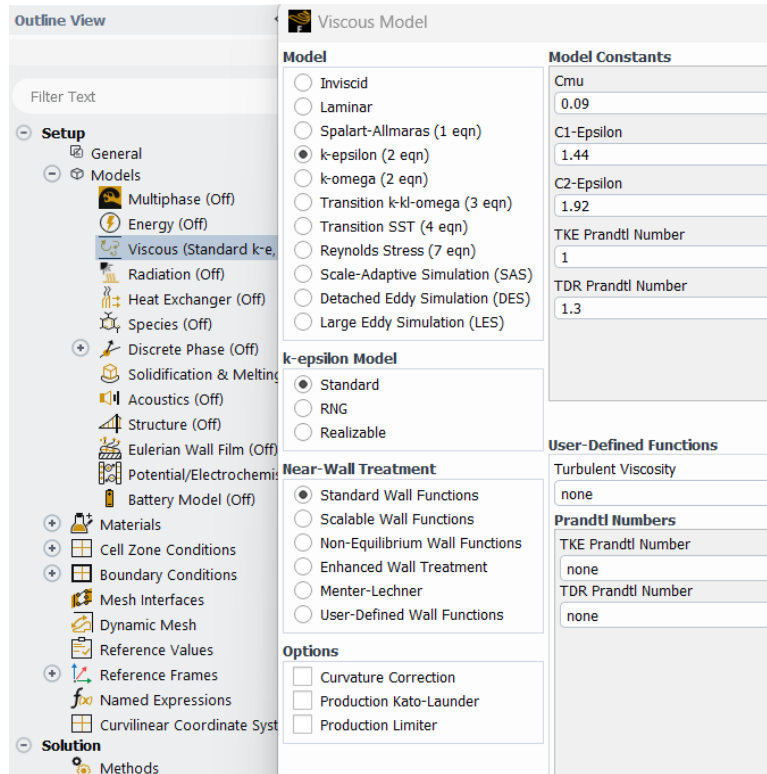 Outline View
Filter Text
Setup
General
Models
Multiphase (Off)
Energy (Off)
Viscous (Standard k-e,
Radiation (Off)
Heat Exchanger (Off)
Species (Off)
Discrete Phase (Off)
Solidification & Melting
Acoustics (Off)
Structure (Off)
Eulerian Wall Film (Off)
Potential/Electrochemis
Battery Model (Off)
Materials
Cell Zone Conditions
Boundary Conditions
Mesh Interfaces
Dynamic Mesh
Reference Values
Reference Frames
Named Expressions
Curvilinear Coordinate Syst
Solution
Methods
Viscous Model
Model
Inviscid
Laminar
Spalart-Allmaras (1 eqn)
k-epsilon (2 eqn)
k-omega (2 eqn)
Transition k-kl-omega (3 eqn)
Transition SST (4 eqn)
Reynolds Stress (7 eqn)
Scale-Adaptive Simulation (SAS)
Detached Eddy Simulation (DES)
Large Eddy Simulation (LES)
k-epsilon Model
Standard
RNG
Realizable
Near-Wall Treatment
Standard Wall Functions
Scalable Wall Functions
Non-Equilibrium Wall Functions
Enhanced Wall Treatment
Menter-Lechner
User-Defined Wall Functions
Options
Curvature Correction
Production Kato-Launder
Production Limiter
Model Constants
Cmu
0.09
C1-Epsilon
1.44
C2-Epsilon
1.92
TKE Prandtl Number
1
TDR Prandtl Number
1.3
User-Defined Functions
Turbulent Viscosity
none
Prandtl Numbers
TKE Prandtl Number
none
TDR Prandtl Number
none